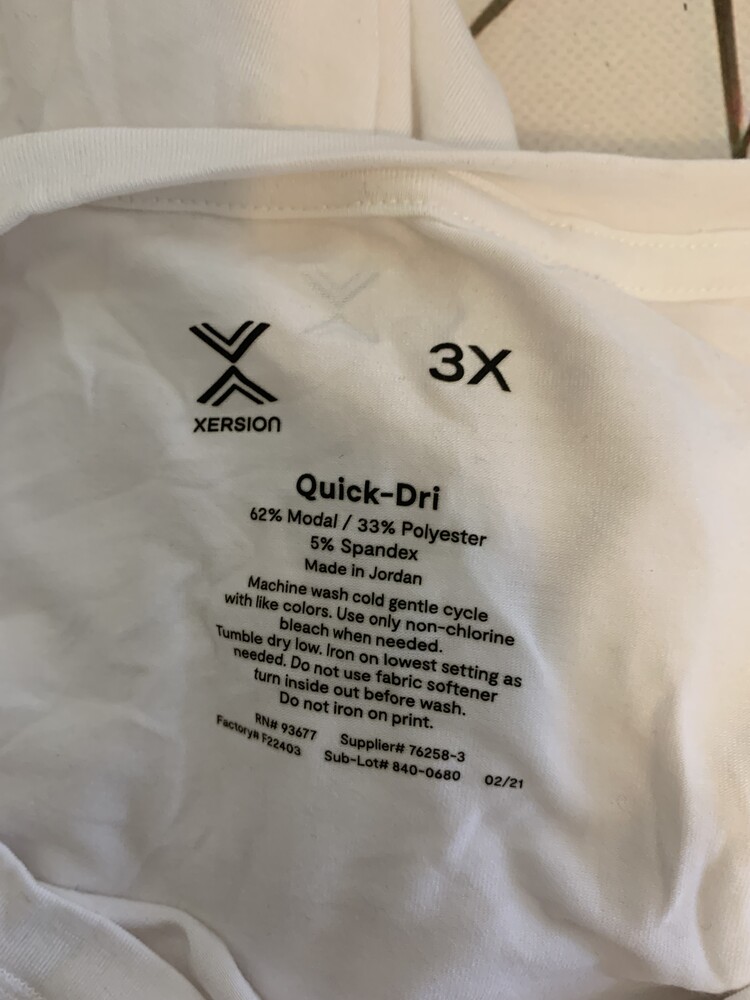 XERSION
3X
Quick-Dri
62% Modal / 33% Polyester
5% Spandex
Made in Jordan
Machine wash cold gentle cycle
with like colors. Use only non-chlorine
bleach when needed.
Tumble dry low. Iron on lowest setting as
needed. Do not use fabric softener
turn inside out before wash.
Do not iron on print.
RN# 93677 Supplier# 76258-3
Factory# F22403 Sub-Lot# 840-0680 02/21